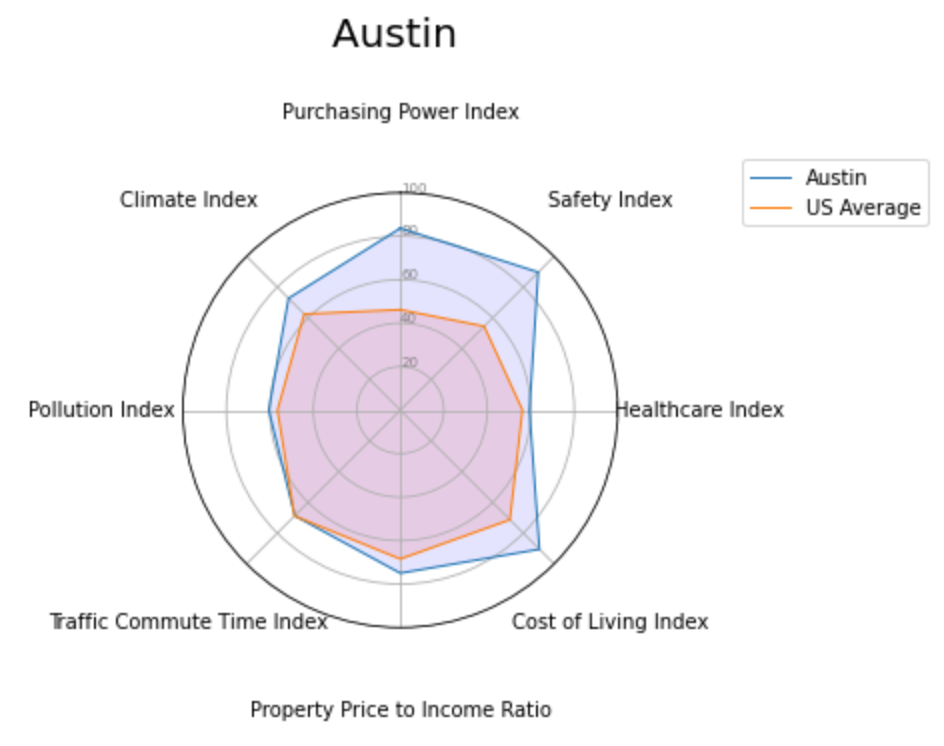 Austin
Purchasing Power Index
Climate Index
Safety Index
Austin
US Average
100
80
60
40
20
Pollution Index
Healthcare Index
Traffic Commute Time Index
Cost of Living Index
Property Price to Income Ratio